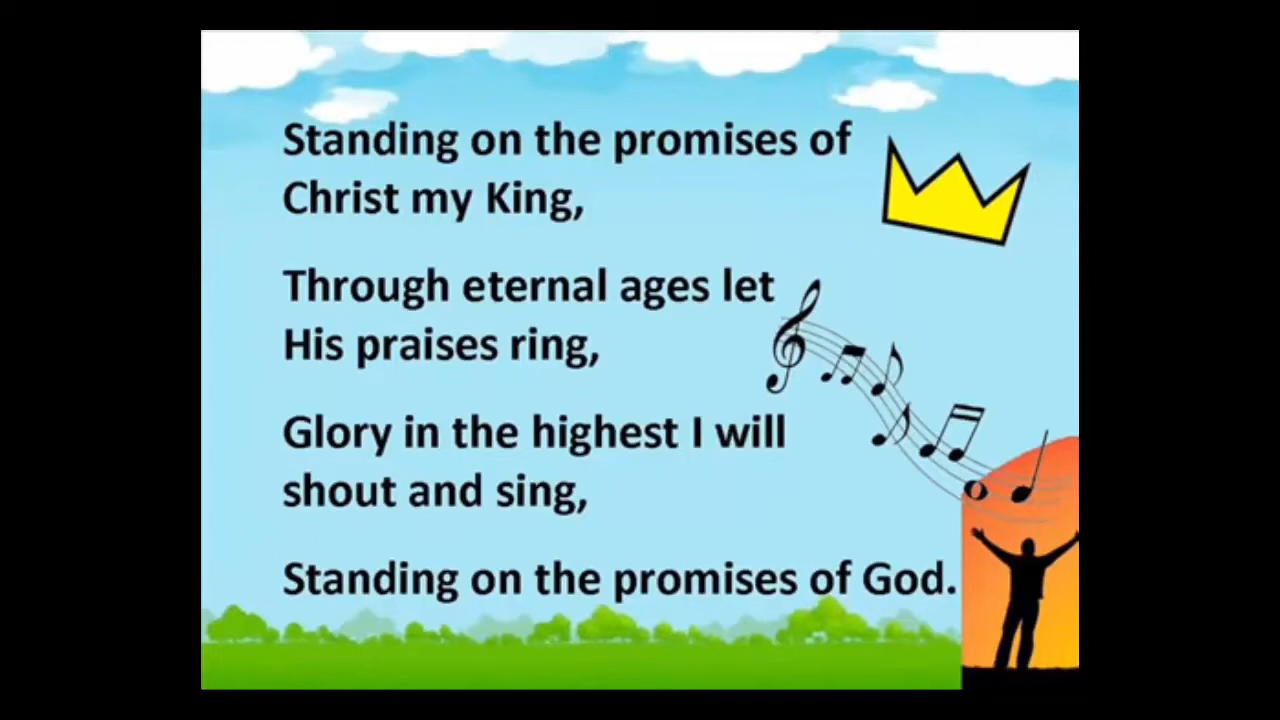 Standing on the promises of
Christ my King,
Through eternal ages let
His praises ring,
Glory in the highest I will
shout and sing,
Standing on the promises of God.